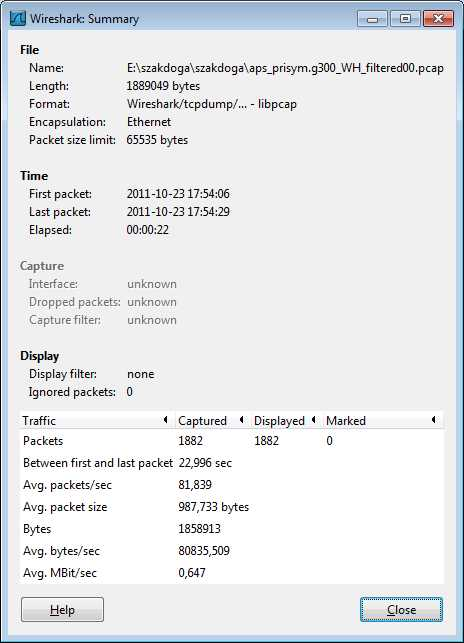 Wireshark: Summary
File
Name: E:\szakdoga\szakdoga\aps_prisym.g300_WH_filtered00.pcap
Length: 1889049 bytes
Format: Wireshark/tcpdump/... - libpcap
Encapsulation: Ethernet
Packet size limit: 65535 bytes
Time
First packet: 2011-10-23 17:54:06
Last packet: 2011-10-23 17:54:29
Elapsed: 00:00:22
Capture
Interface: unknown
Dropped packets: unknown
Capture filter: unknown
Display
Display filter: none
Ignored packets: 0
Traffic Captured Displayed Marked
Packets 1882 1882 0
Between first and last packet 22,996 sec
Avg. packets/sec 81,839
Avg. packet size 987,733 bytes
Bytes 1858913
Avg. bytes/sec 80835,509
Avg. MBit/sec 0,647
Help Close